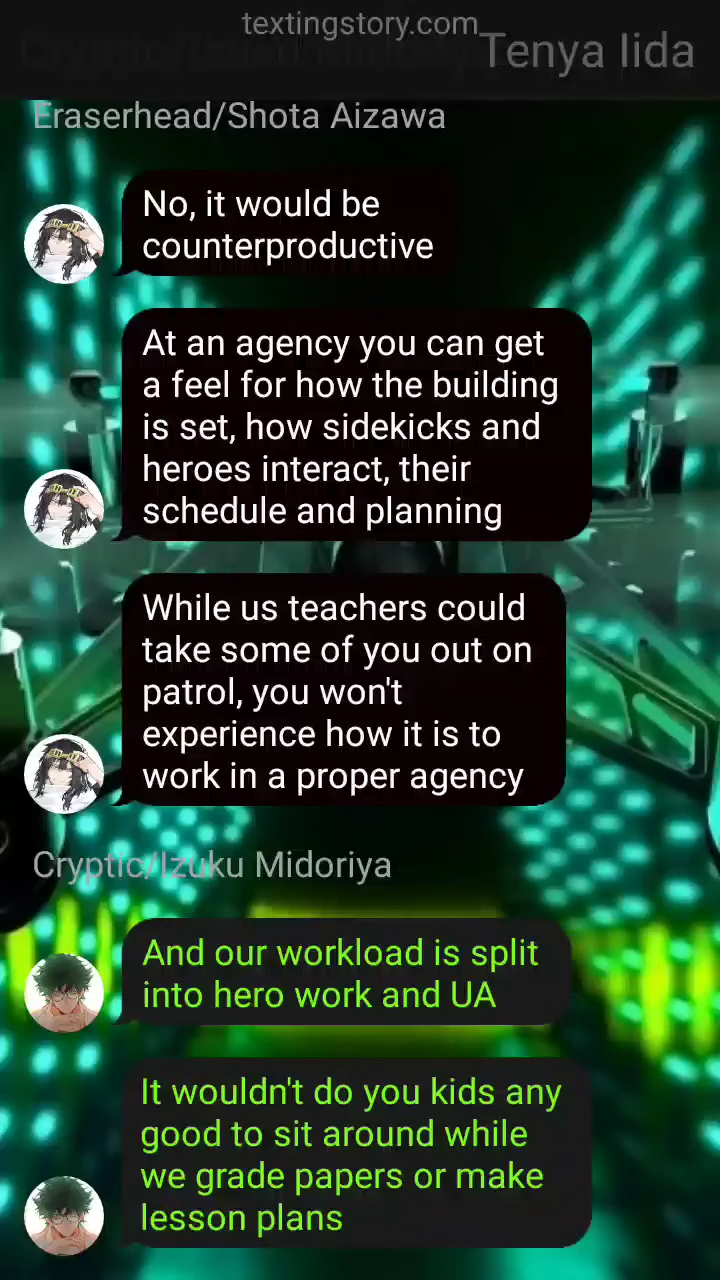 textingstory.com
Tenya Iida
Eraserhead/Shota Aizawa
No, it would be
counterproductive
At an agency you can get
a feel for how the building
is set, how sidekicks and
heroes interact, their
schedule and planning
While us teachers could
take some of you out on
patrol, you won't
experience how it is to
work in a proper agency
Cryptic/Izuku Midoriya
And our workload is split
into hero work and UA
It wouldn't do you kids any
good to sit around while
we grade papers or make
lesson plans